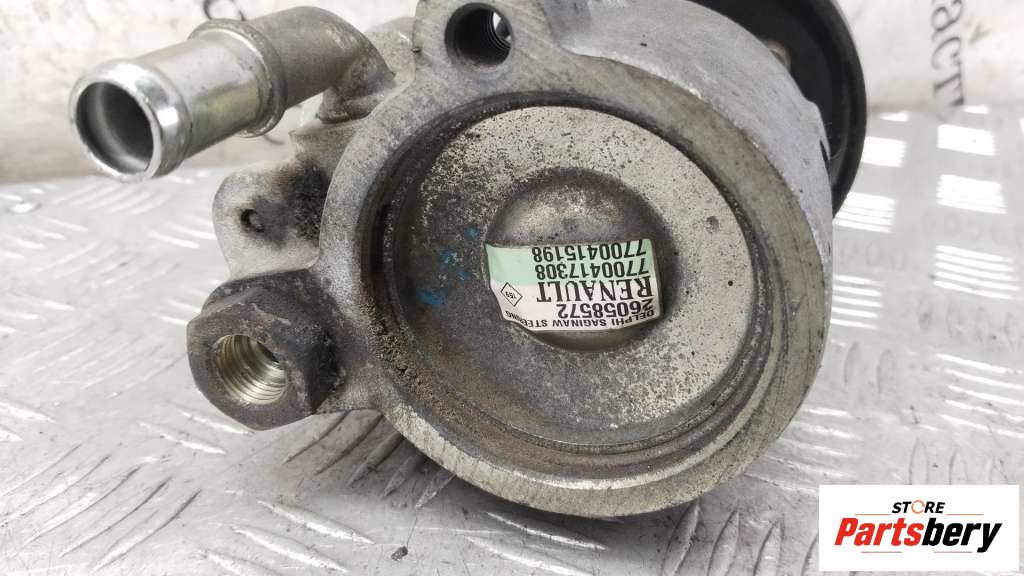 DELPHI SAGINAW STEERING
26058572
RENAULT
7700417308
7700415198
STORE
Partsbery